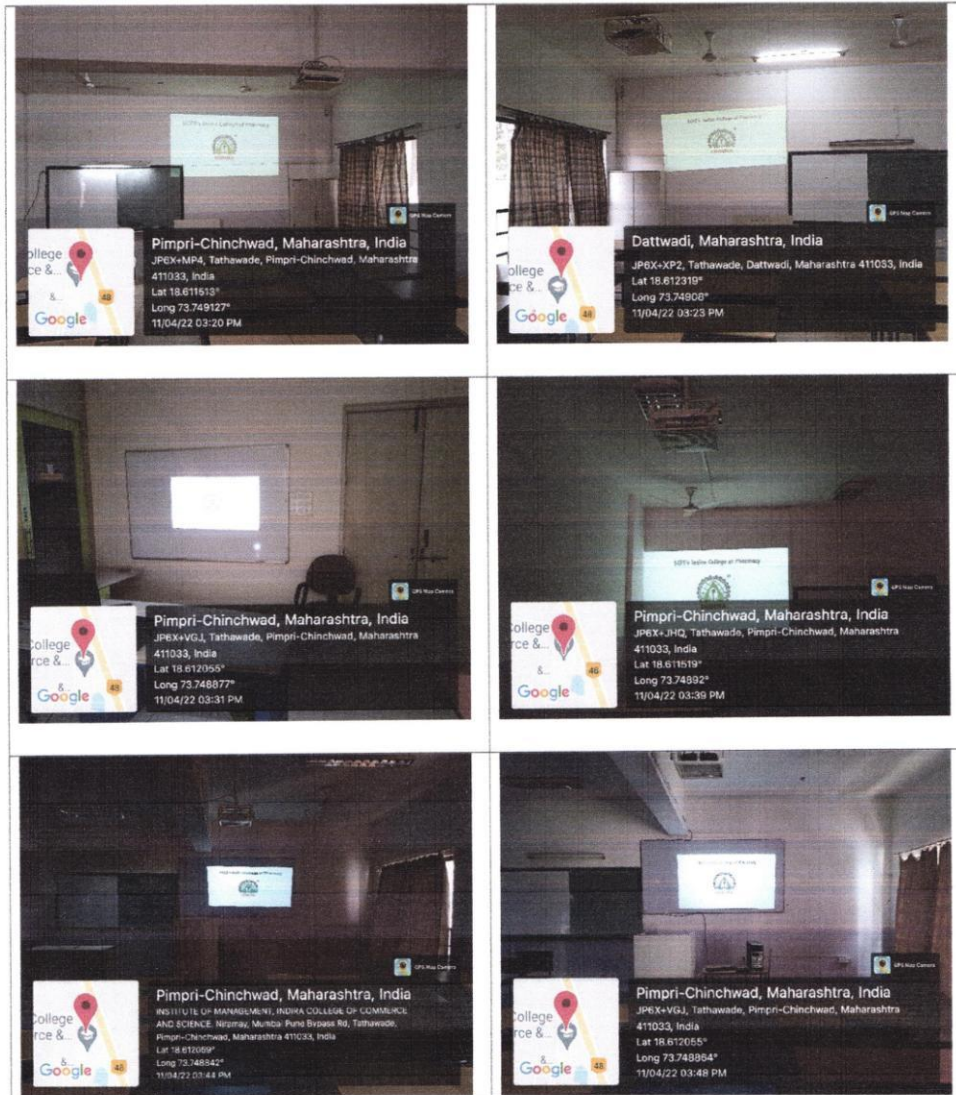 GPS Map Camera
Pimpri-Chinchwad, Maharashtra, India
JP6X+MP4, Tathawade, Pimpri-Chinchwad, Maharashtra
411033, India
Lat 18.611513°
Long 73.749127°
11/04/22 03:20 PM
ollege
ce &...
&...
48
Google
GPS Map Camera
Dattwadi, Maharashtra, India
JP6X+XP2, Tathawade, Dattwadi, Maharashtra 411033, India
Lat 18.612319°
Long 73.74908°
11/04/22 03:23 PM
ollege
ce &...
&...
48
Google
GPS Map Camera
Pimpri-Chinchwad, Maharashtra, India
JP6X+VGJ, Tathawade, Pimpri-Chinchwad, Maharashtra
411033, India
Lat 18.612055°
Long 73.748877°
11/04/22 03:31 PM
College
rce &...
&...
48
Google
SCES's Indira College of Pharmacy
GPS Map Camera
Pimpri-Chinchwad, Maharashtra, India
JP6X+JHQ, Tathawade, Pimpri-Chinchwad, Maharashtra
411033, India
Lat 18.611519°
Long 73.74892°
11/04/22 03:39 PM
College
rce &...
&...
48
Google
GPS Map Camera
Pimpri-Chinchwad, Maharashtra, India
INSTITUTE OF MANAGEMENT, INDIRA COLLEGE OF COMMERCE
AND SCIENCE, Nirpmay, Mumbai Pune Bypass Rd, Tathawade,
Pimpri-Chinchwad, Maharashtra 411033, India
Lat 18.612059°
Long 73.748842°
11/04/22 03:44 PM
College
rce &...
&...
48
Google
GPS Map Camera
Pimpri-Chinchwad, Maharashtra, India
JP6X+VGJ, Tathawade, Pimpri-Chinchwad, Maharashtra
411033, India
Lat 18.612055°
Long 73.748864°
11/04/22 03:48 PM
College
rce &...
&...
48
Google